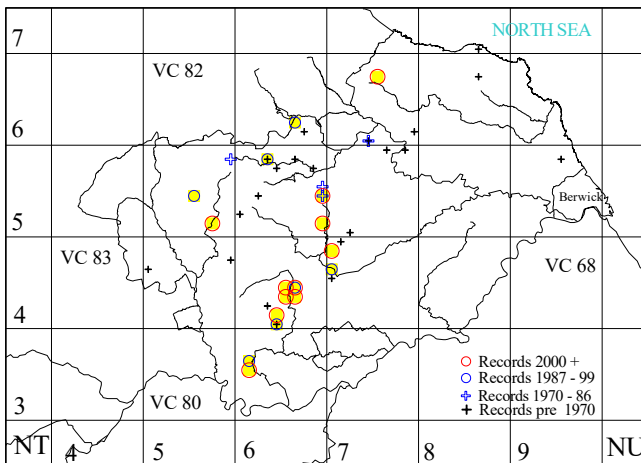 NORTH SEA
7
VC 82
6
Berwick
5
VC 83
VC 68
4
Records 2000 +
Records 1987 - 99
Records 1970 - 86
VC 80
Records pre 1970
3
NT 4 5 6 7 8 9 NU